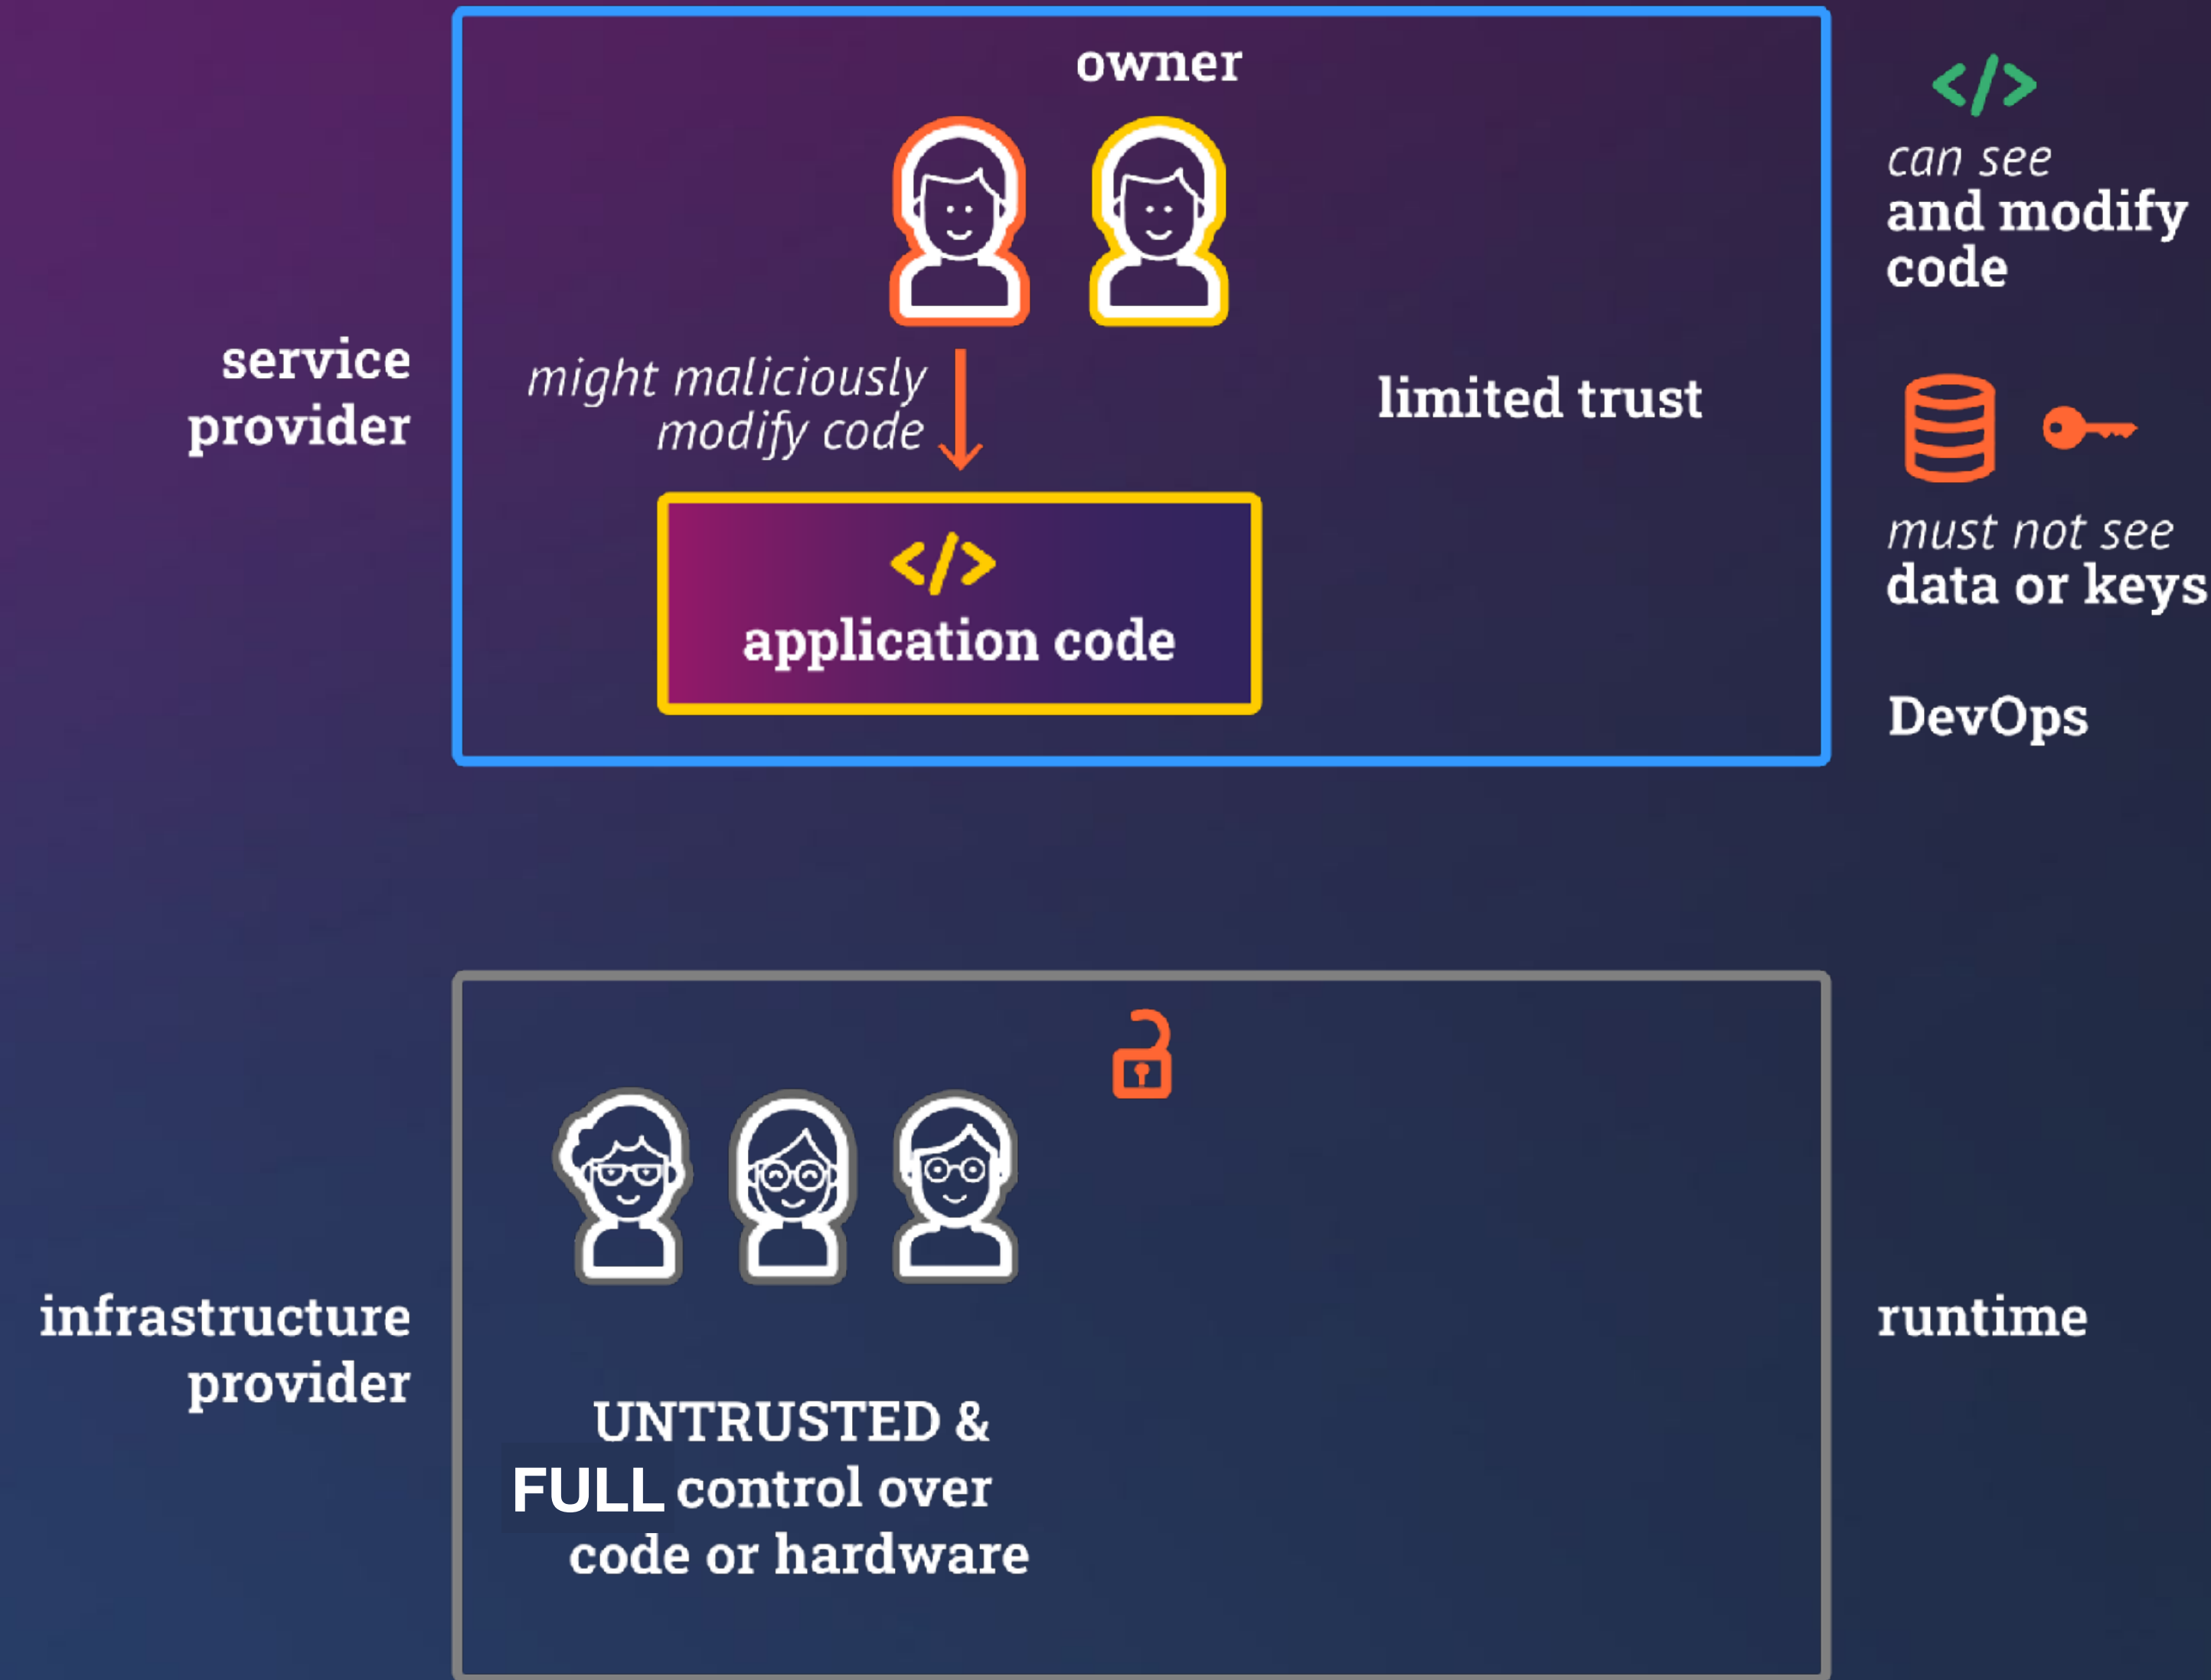 owner
can see
and modify
code
service
provider
might maliciously
modify code
limited trust
</>
application code
must not see
data or keys
DevOps
infrastructure
provider
UNTRUSTED &
FULL control over
code or hardware
runtime